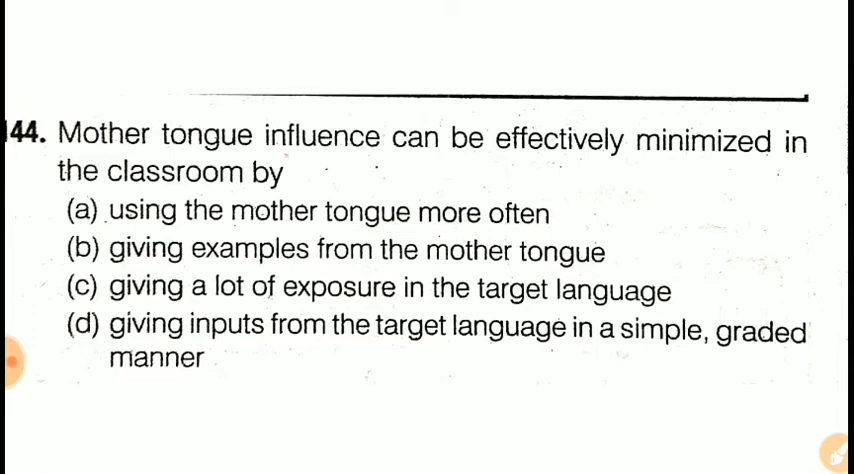 144. Mother tongue influence can be effectively minimized in
the classroom by
(a) using the mother tongue more often
(b) giving examples from the mother tongue
(c) giving a lot of exposure in the target language
(d) giving inputs from the target language in a simple, graded
manner